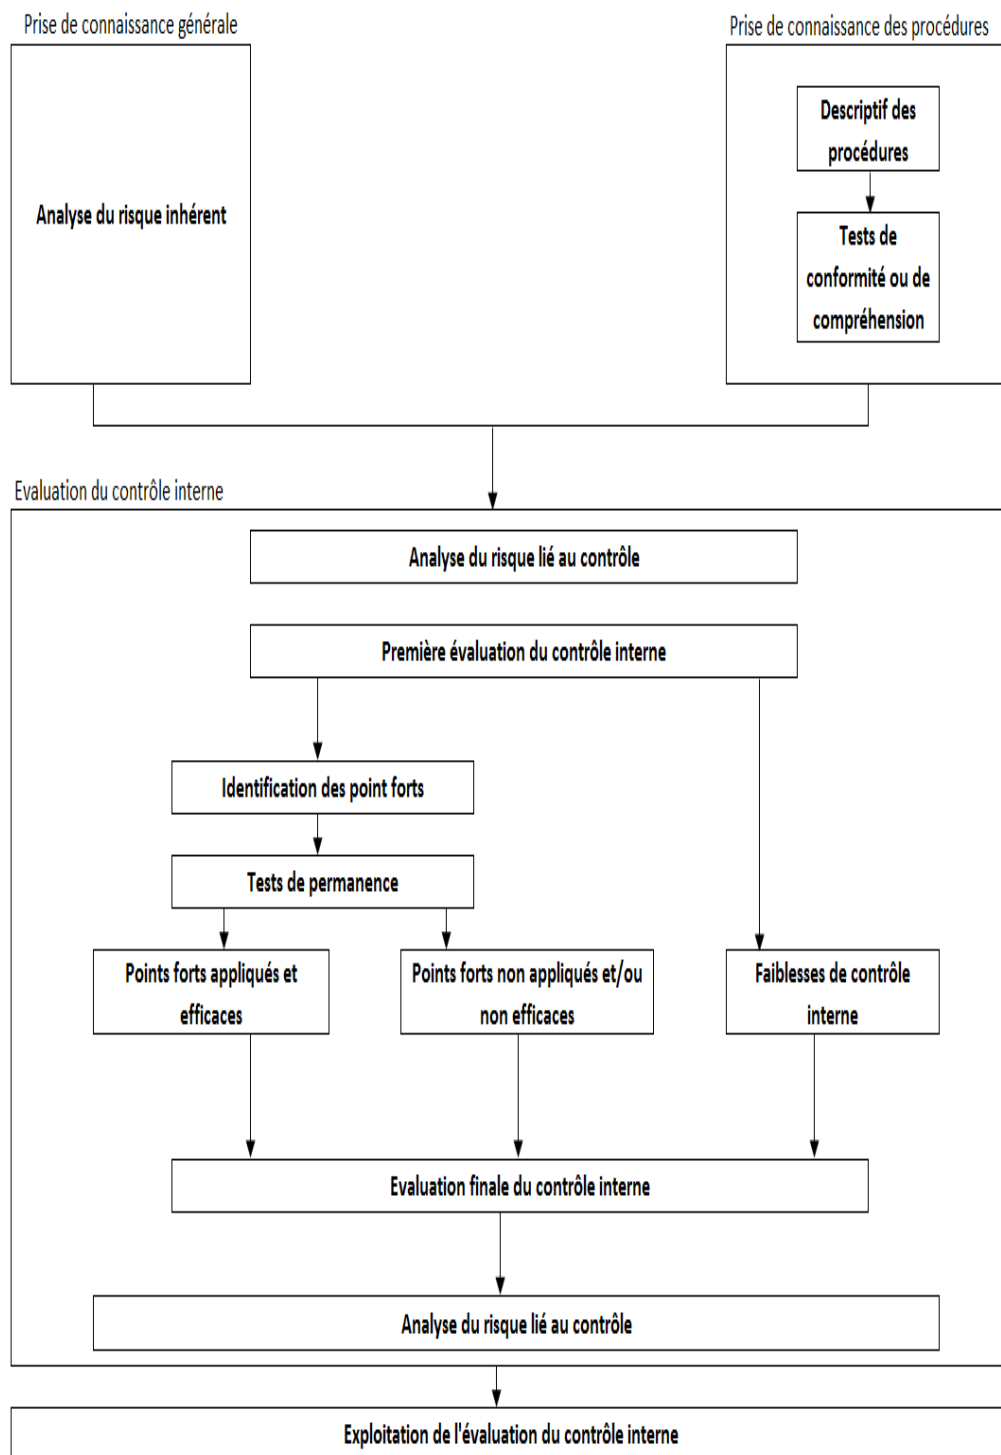 Prise de connaissance générale
Prise de connaissance des procédures
Analyse du risque inhérent
Descriptif des
procédures
Tests de
conformité ou de
compréhension
Evaluation du contrôle interne
Analyse du risque lié au contrôle
Première évaluation du contrôle interne
Identification des point forts
Tests de permanence
Points forts appliqués et
efficaces
Points forts non appliqués et/ou
non efficaces
Faiblesses de contrôle
interne
Evaluation finale du contrôle interne
Analyse du risque lié au contrôle
Exploitation de l'évaluation du contrôle interne